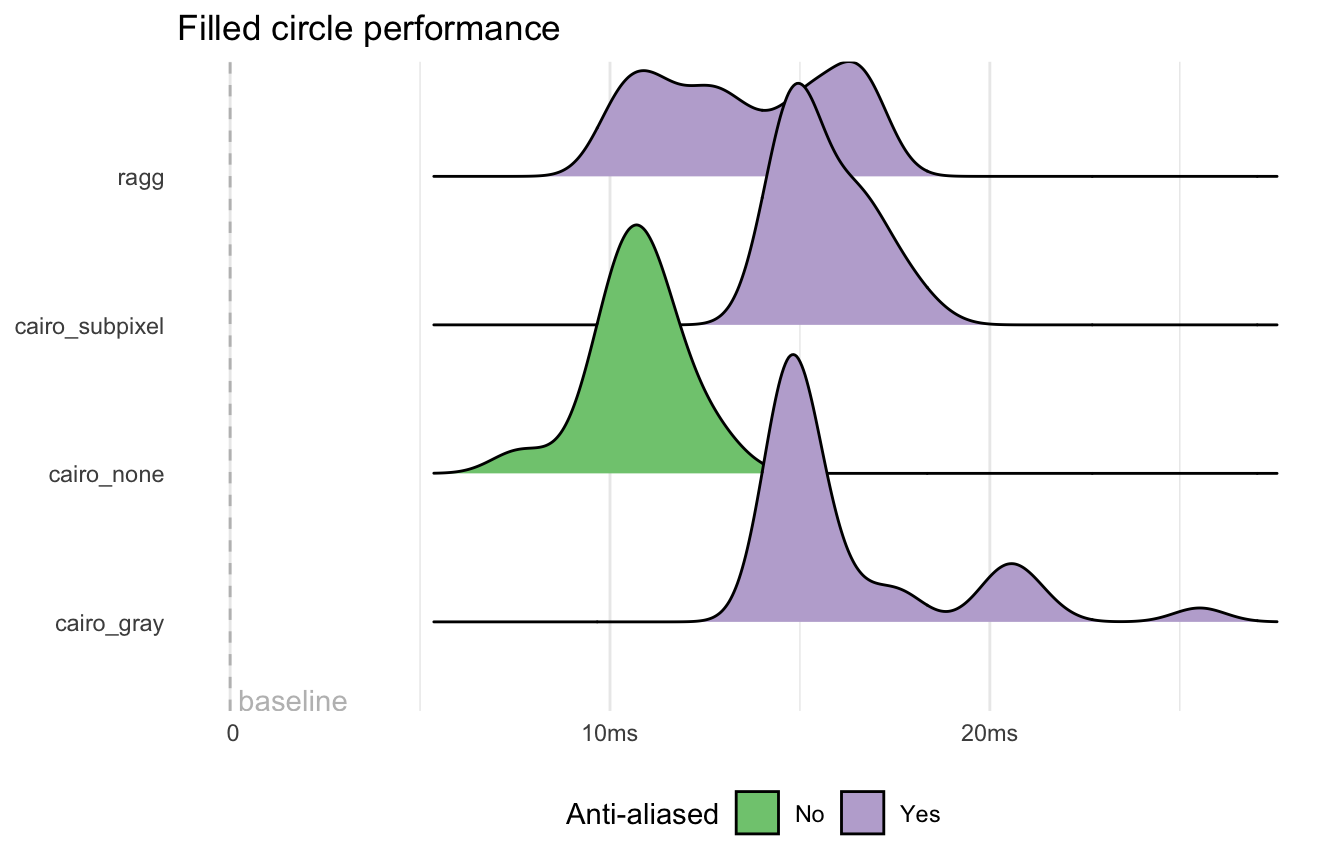 Filled circle performance
ragg
cairo_subpixel
cairo_none
cairo_gray
baseline
0 10ms 20ms
Anti-aliased No Yes